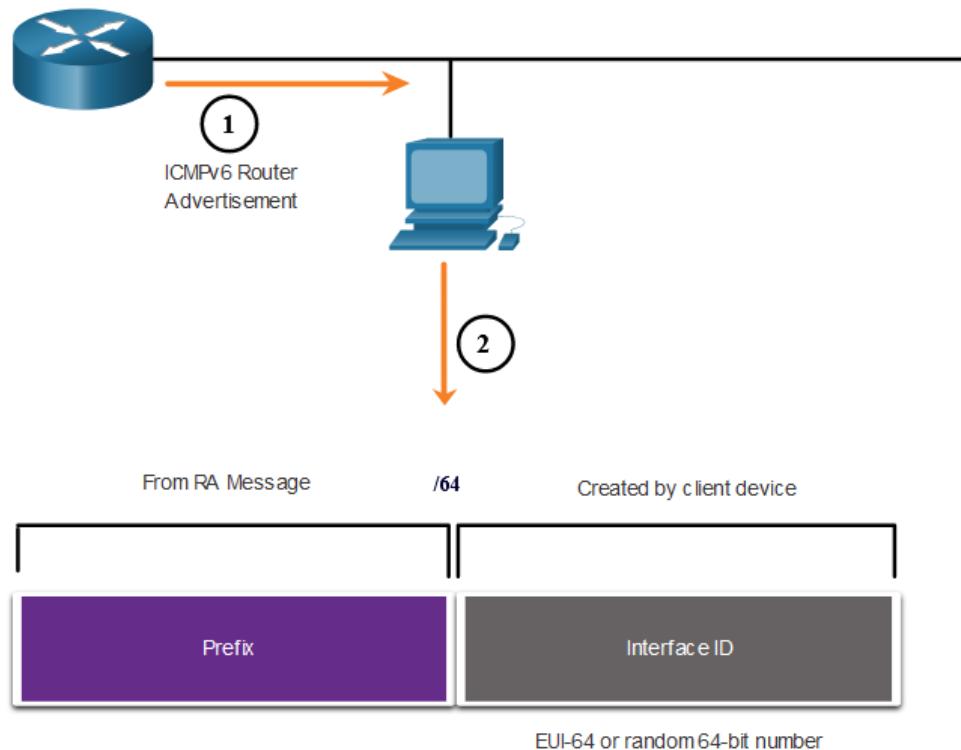 1
ICMPv6 Router
Advertisement
2
From RA Message
/64
Created by client device
Prefix
Interface ID
EUI-64 or random 64-bit number